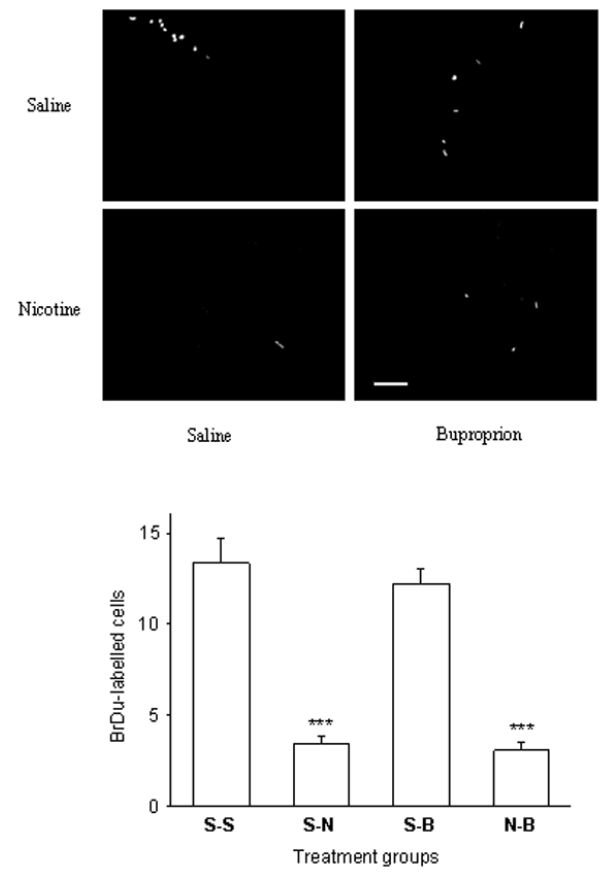 Saline
Nicotine
Saline Buproprion
15
10
5
0
BrDu-labelled cells
***
***
S-S S-N S-B N-B
Treatment groups